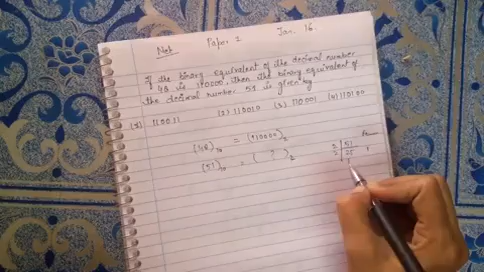 Net Paper 2 Jan. 16.
If the binary equivalent of the decimal number
48 is 110000, then the binary equivalent of
the decimal number 51 is given by
(1) 110011 (2) 110010 (3) 110001 (4) 110100
(48)₁₀ = (110000)₂
(51)₁₀ = ( ? )₂
2 51
2 25 1